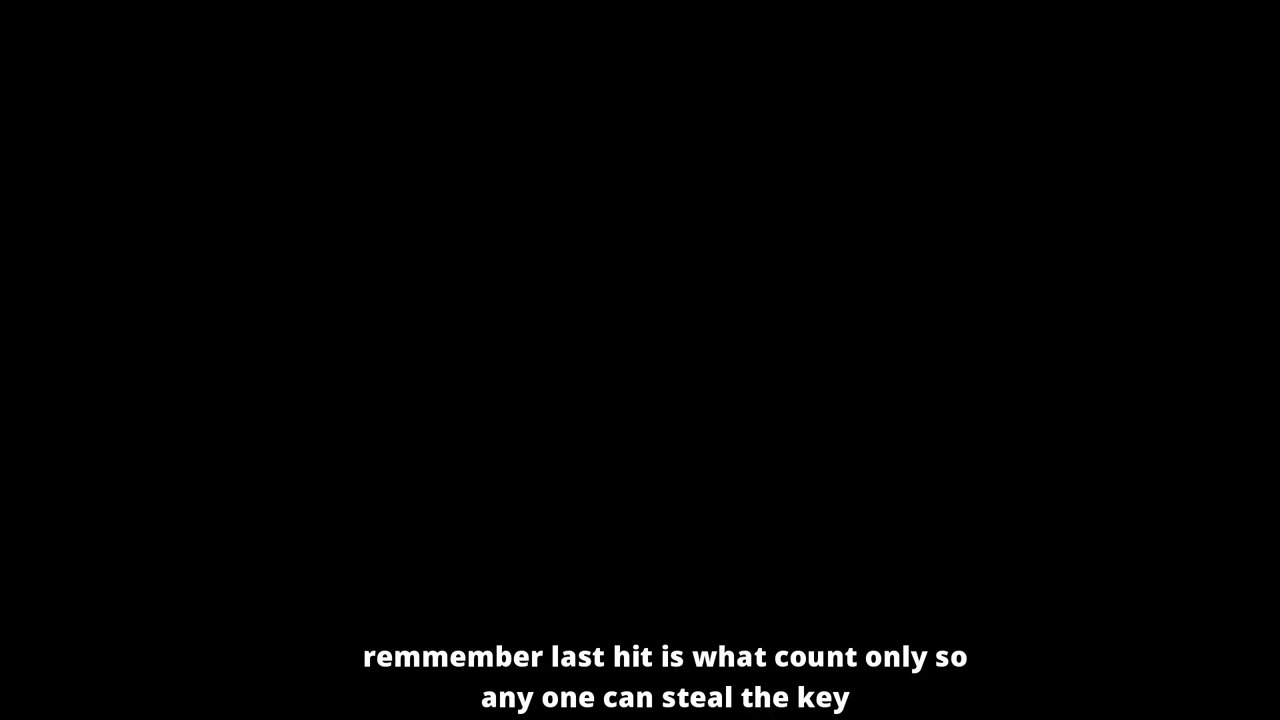 remmember last hit is what count only so
any one can steal the key